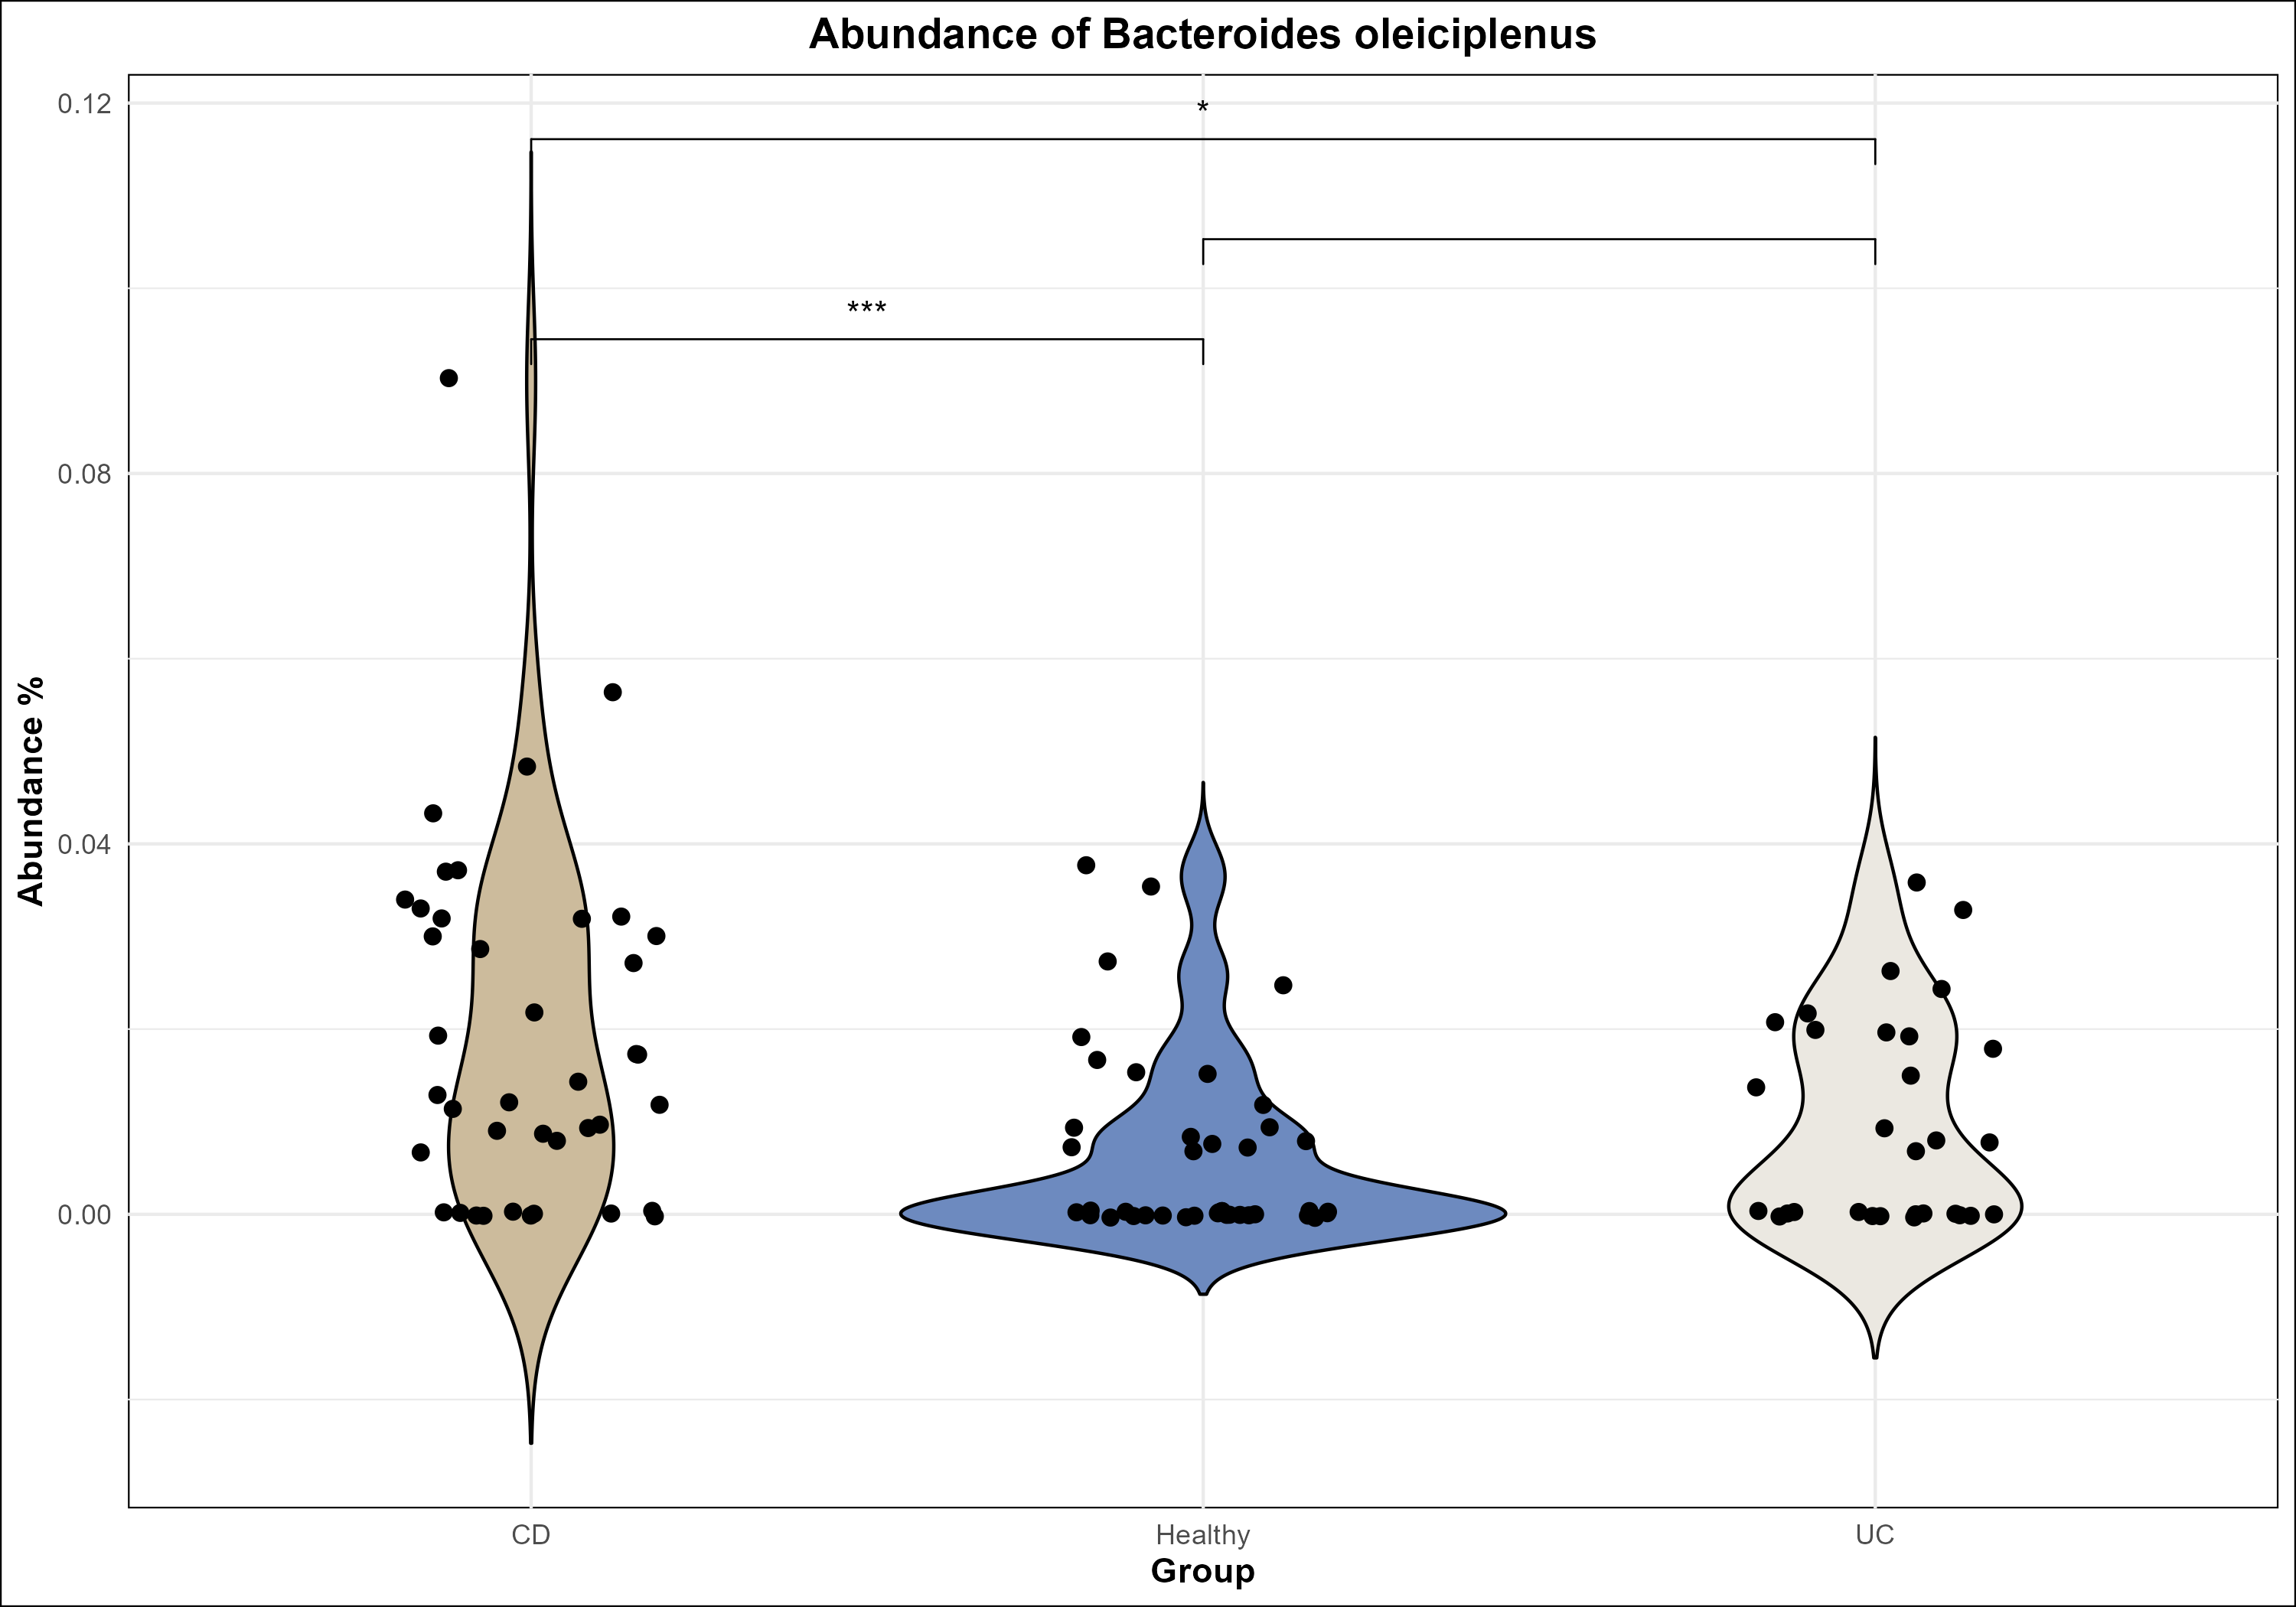 Abundance of Bacteroides oleiciplenus
0.12
0.08
0.04
0.00
Abundance %
*
***
CD
Healthy
UC
Group